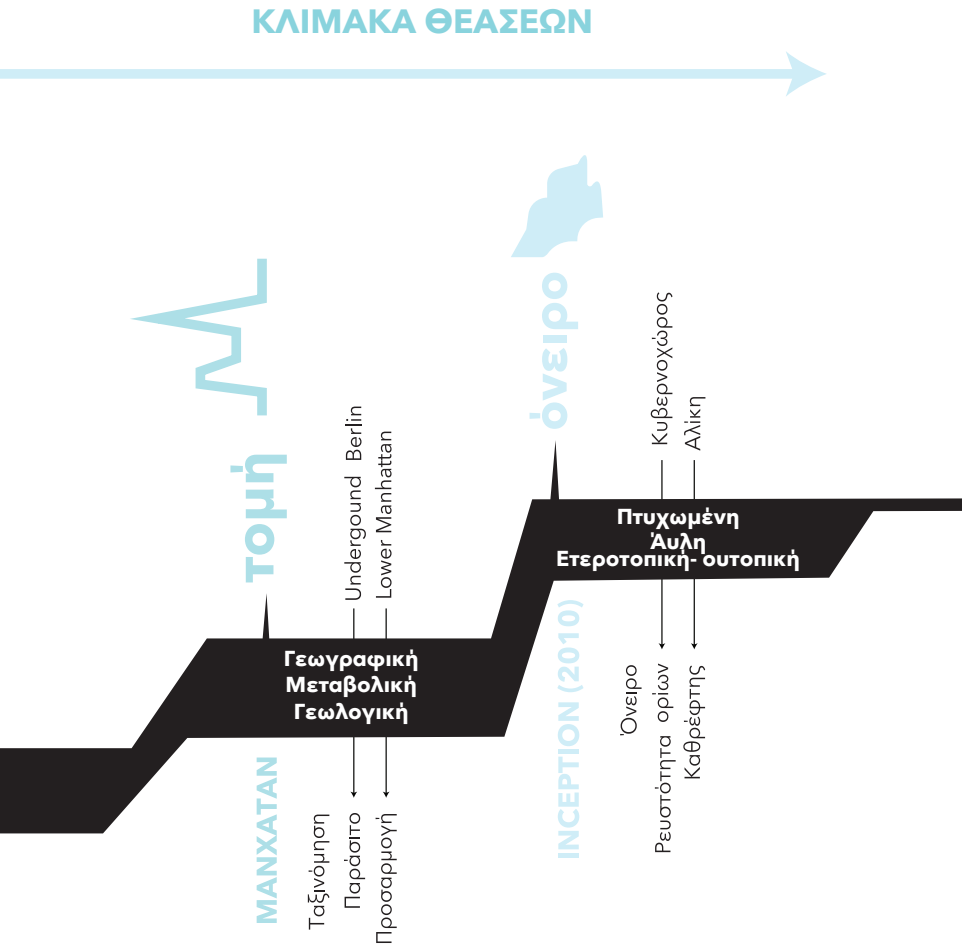 ΚΛΙΜΑΚΑ ΘΕΑΣΕΩΝ
τομή
Undergound Berlin
Lower Manhattan
Γεωγραφική
Μεταβολική
Γεωλογική
ΜΑΝΧΑΤΑΝ
Ταξινόμηση
Παράσιτο
Προσαρμογή
όνειρο
Κυβερνοχώρος
Αλίκη
Πτυχωμένη
Άυλη
Ετεροτοπική- ουτοπική
INCEPTION (2010)
Όνειρο
Ρευστότητα ορίων
Καθρέφτης